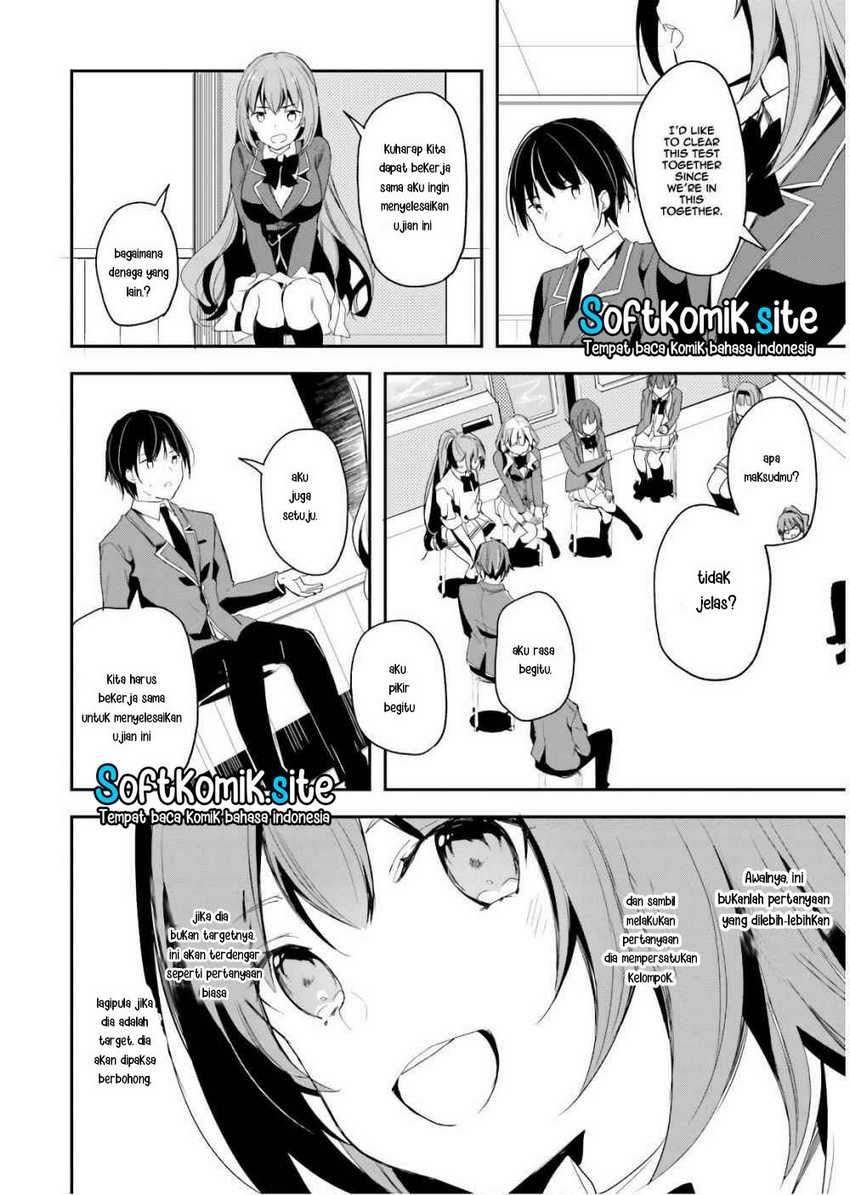 I'D LIKE
TO CLEAR
THIS TEST
TOGETHER
SINCE
WE'RE IN
THIS
TOGETHER.
Kuharap Kita
dapat beKerja
sama aku ingin
menyelesaikan
ujian ini
bagaimana
denaga yang
lain.?
SoftKomik.site
Tempat baca Komik bahasa indonesia
apa
maksudmu?
tidak
jelas?
aku rasa
begitu.
aku
pikir
begitu
aku
juga
setuju.
Kita harus
beKerja sama
untuk menyelesaikan
ujian ini
SoftKomik.site
Tempat baca Komik bahasa indonesia
Awalnya, ini
bukanlah pertanyaan
yang dilebih-lebihkan
dan sambil
melakukan
pertanyaan
dia mempersatukan
Kelompok.
jika dia
bukan targetnya.
ini akan terdengar
seperti pertanyaan
biasa
lagipula jika
dia adalah
target, dia
akan dipaksa
berbohong.